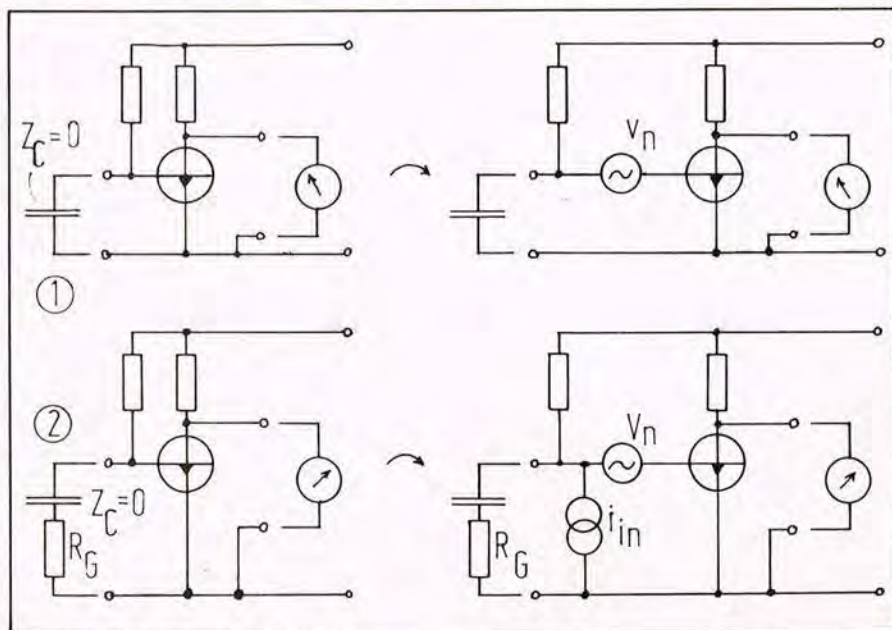 Z_C=0
v_n
①
②
v_n
Z_C=0
R_G
R_G
i_in